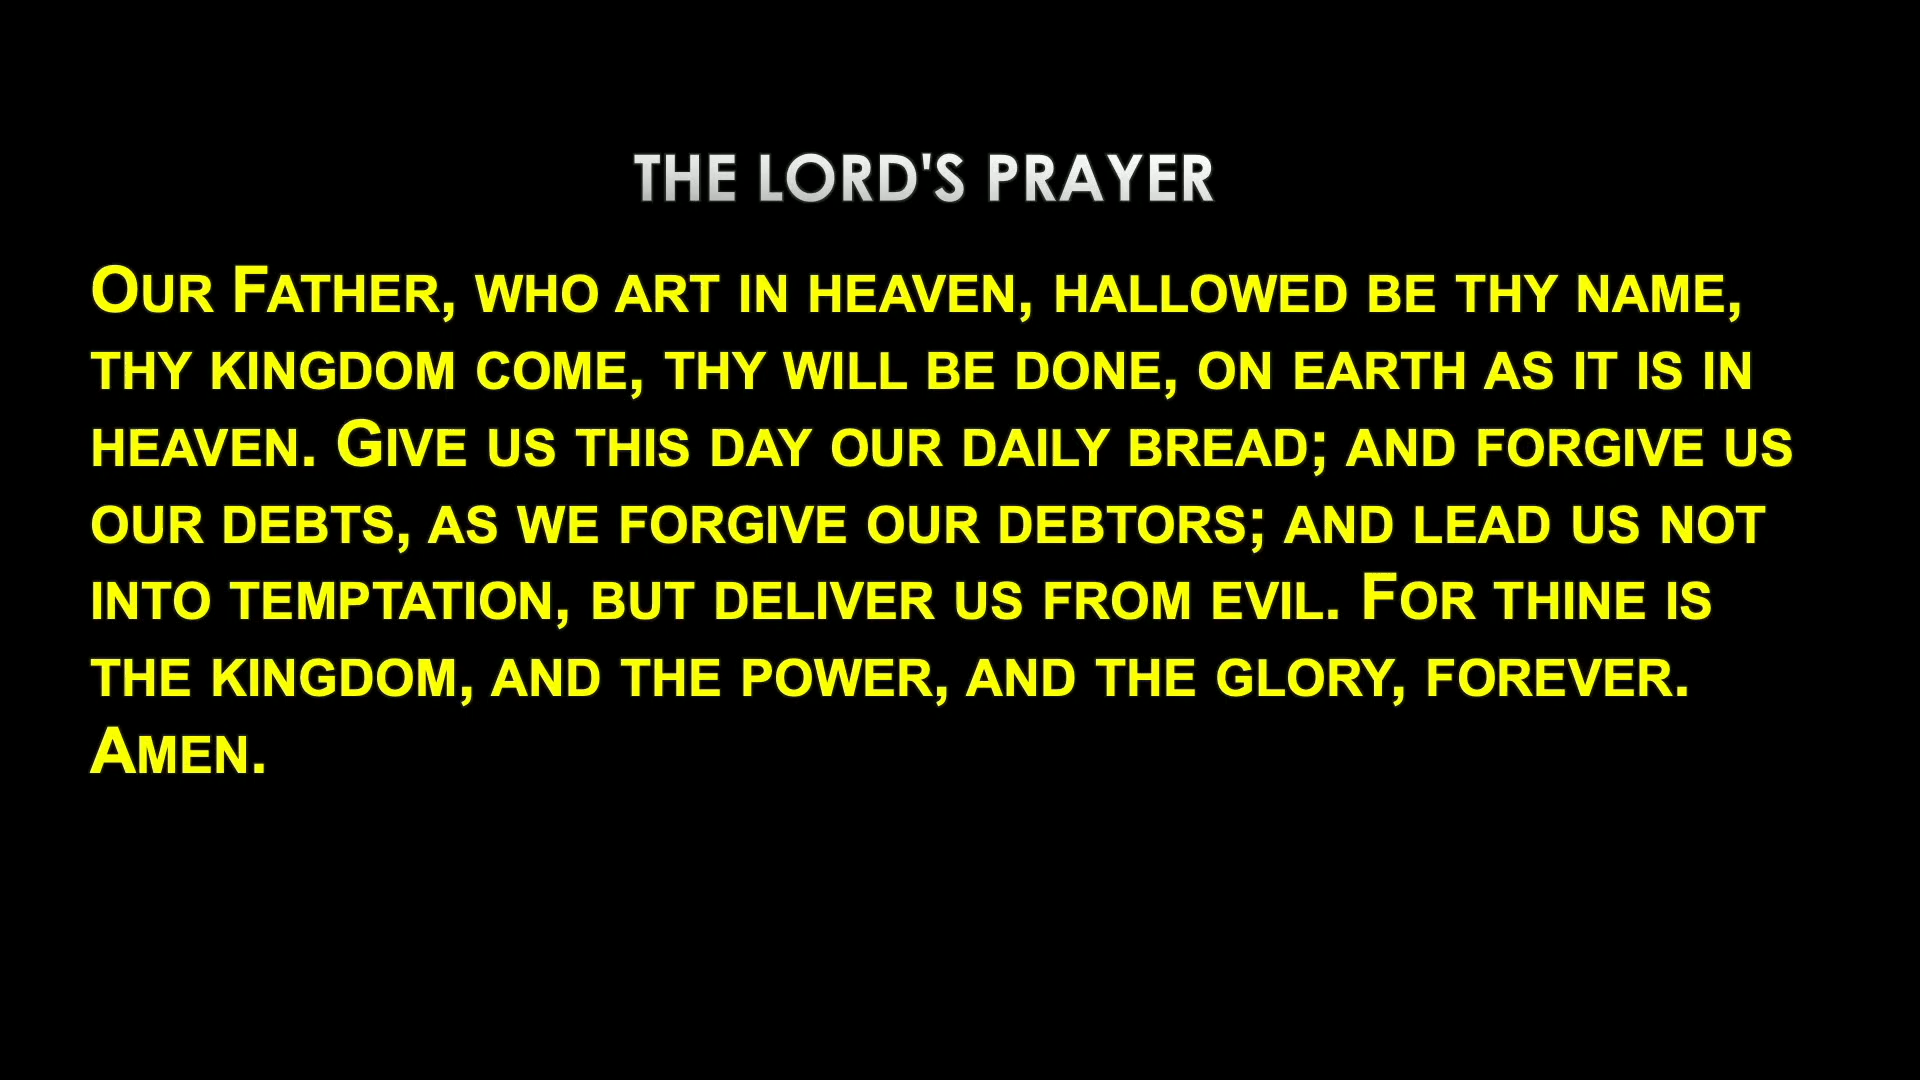 THE LORD'S PRAYER
Our Father, who art in heaven, hallowed be thy name,
thy kingdom come, thy will be done, on earth as it is in
heaven. Give us this day our daily bread; and forgive us
our debts, as we forgive our debtors; and lead us not
into temptation, but deliver us from evil. For thine is
the kingdom, and the power, and the glory, forever.
Amen.